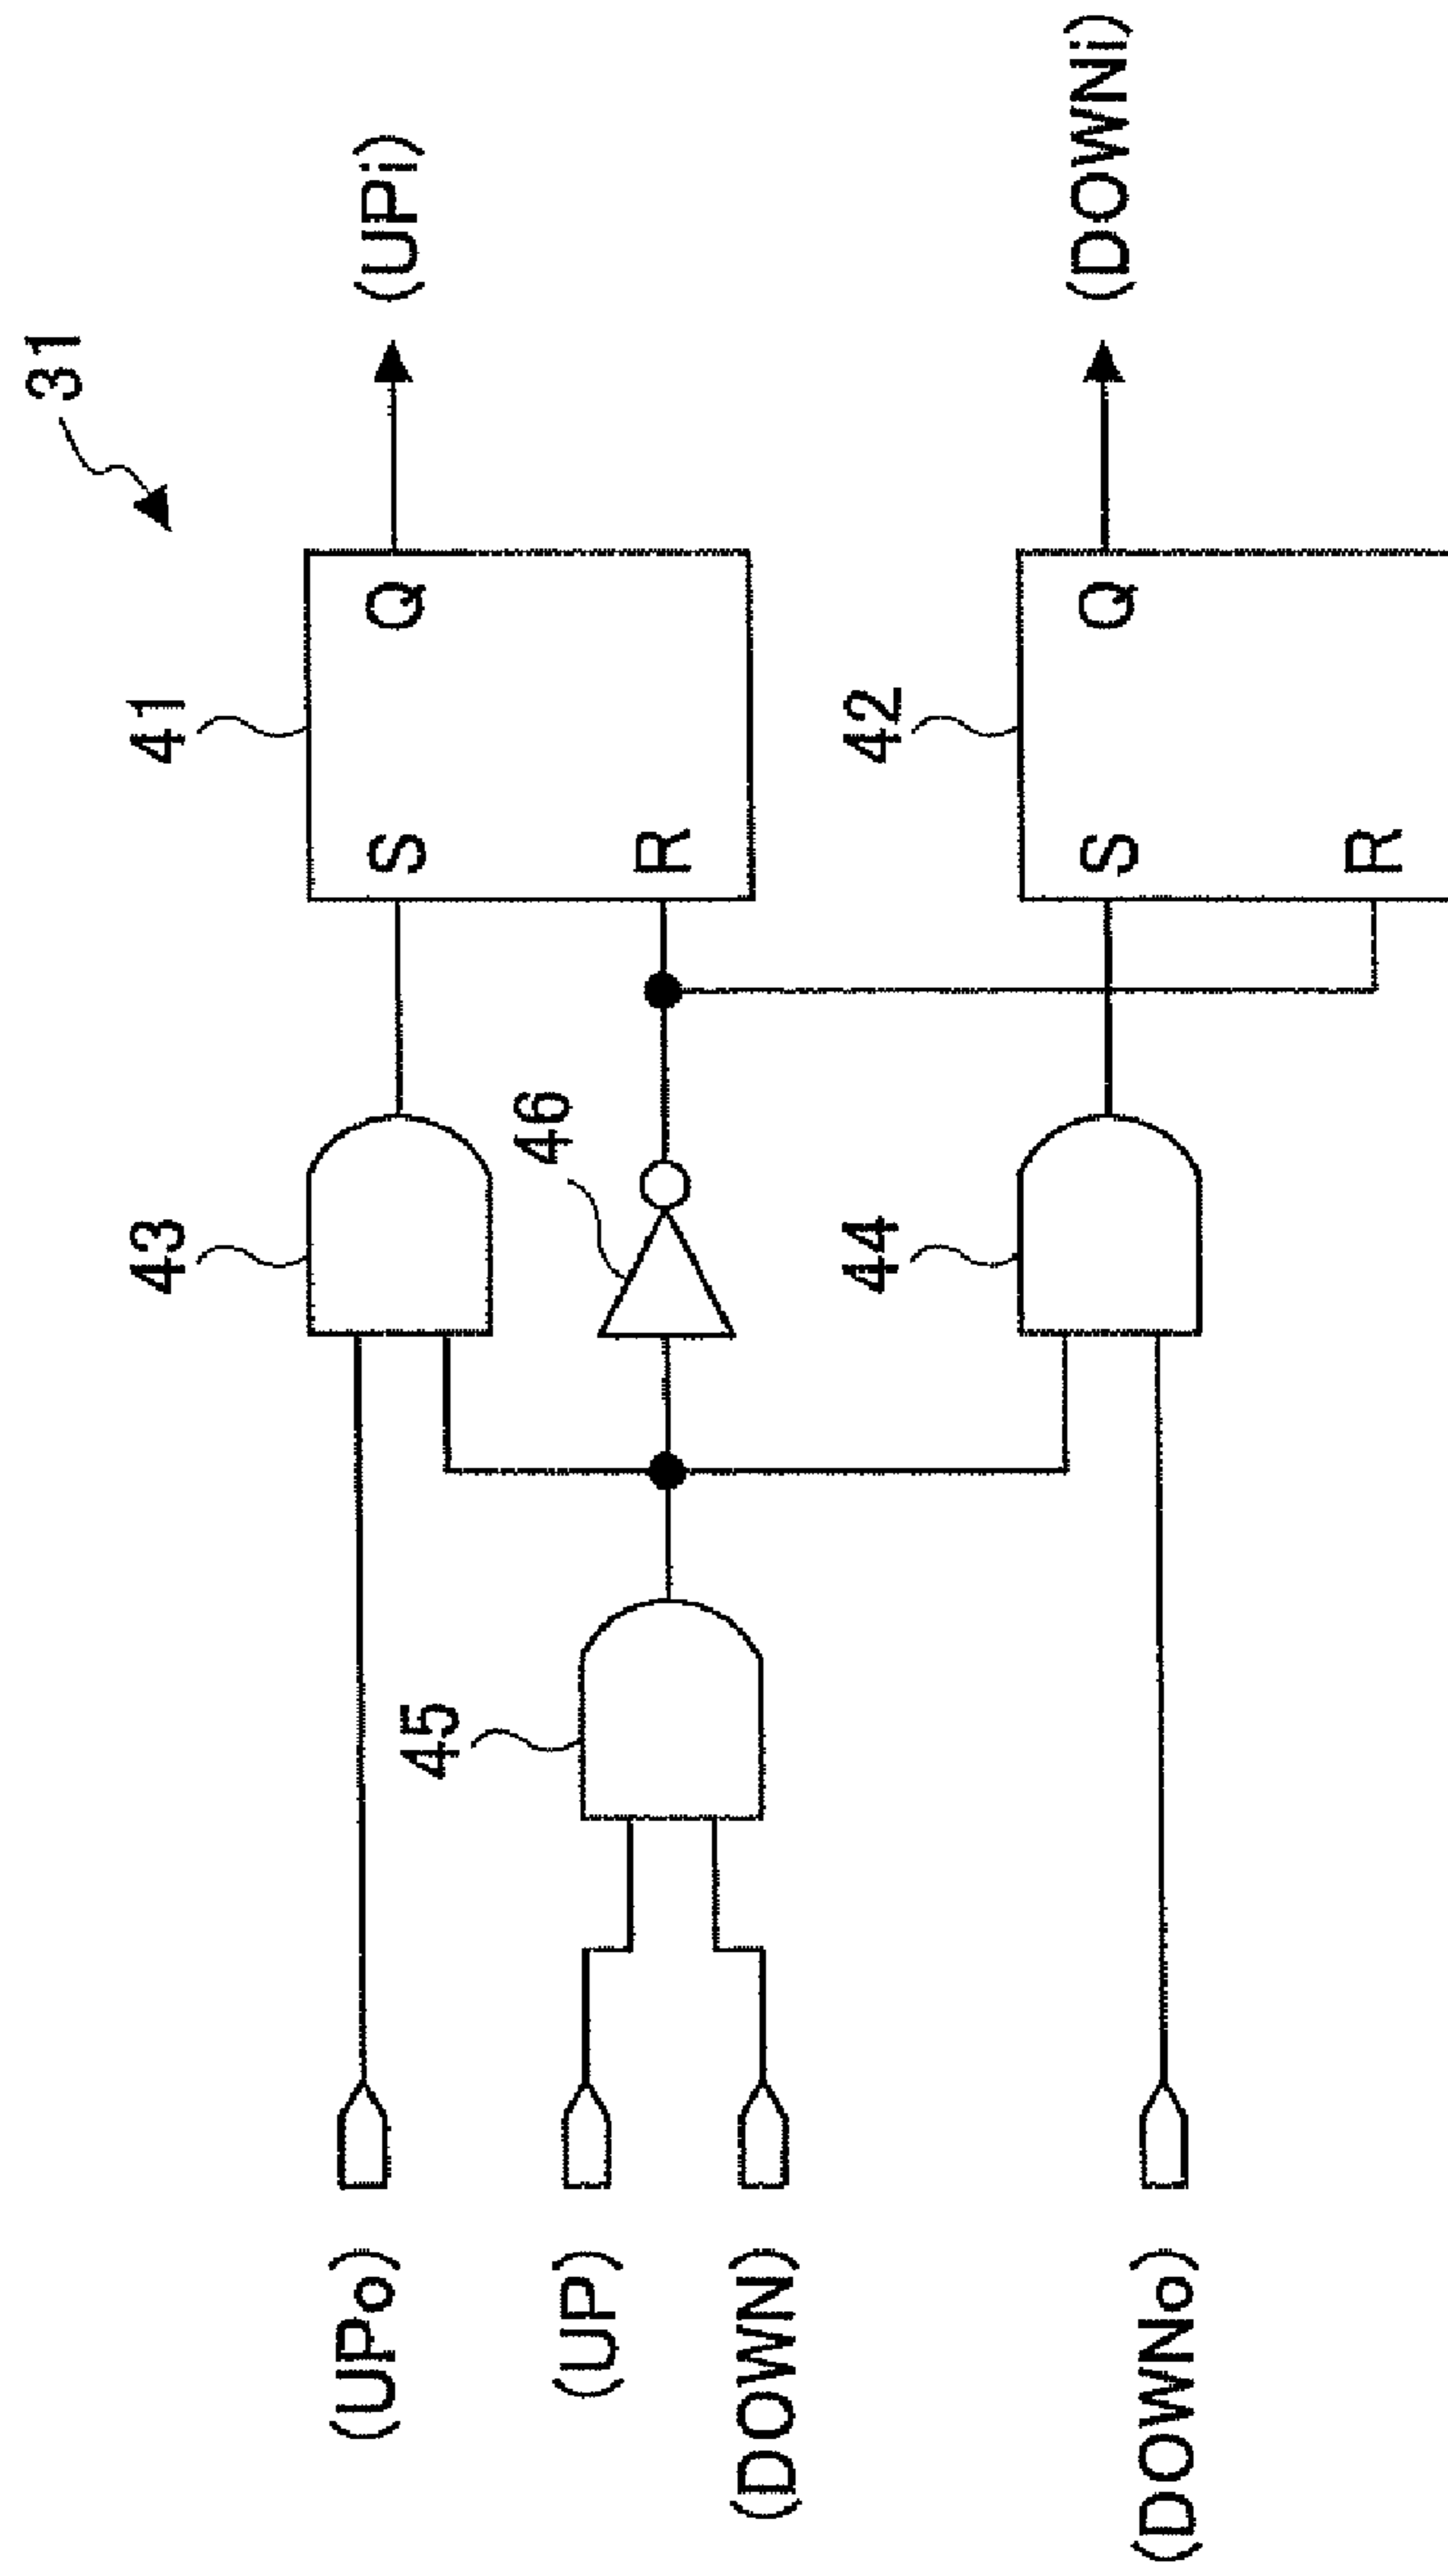 31
(UPo)
(UP)
(DOWN)
(DOWNo)
45
43
46
44
41
S
R
Q
42
S
R
Q
(UPi)
(DOWNi)